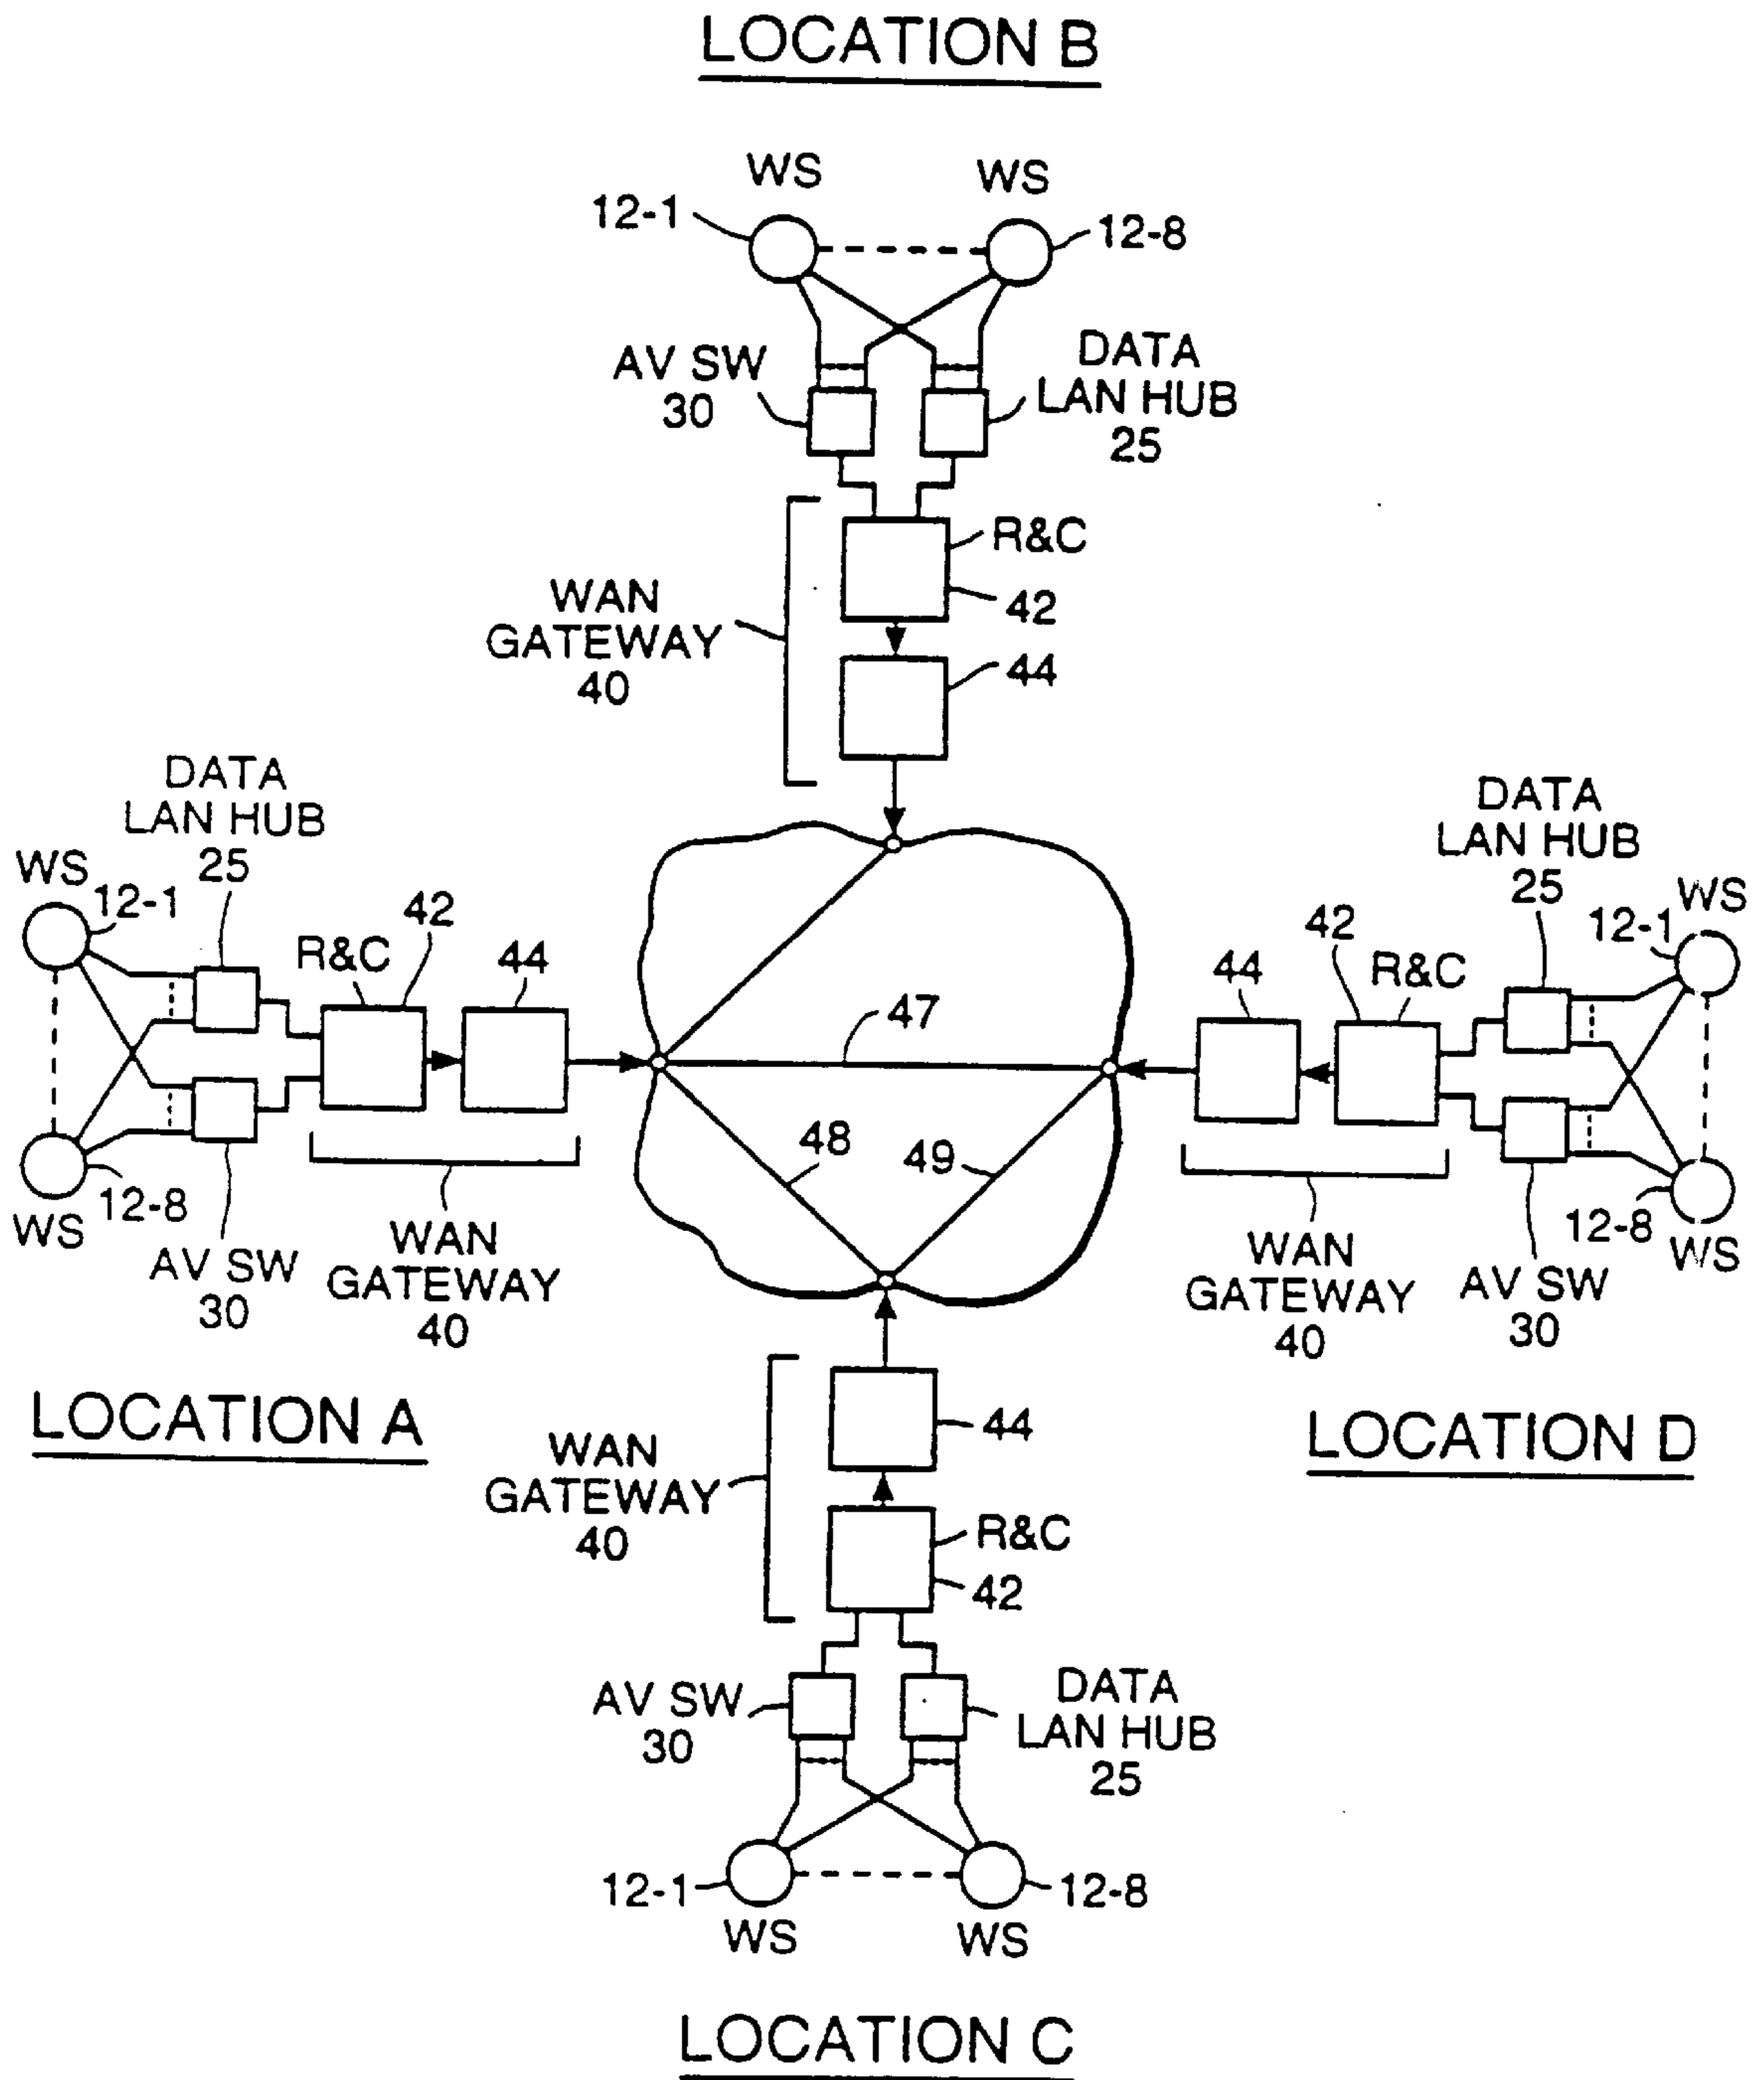 LOCATION B
WS
WS
12-1
12-8
AV SW
30
DATA
LAN HUB
25
R&C
42
WAN
GATEWAY
40
44
DATA
LAN HUB
25
WS
12-1
R&C
42
44
12-8
WS
AV SW
30
WAN
GATEWAY
40
LOCATION A
47
48
49
DATA
LAN HUB
25
WS
12-1
42
R&C
44
12-8
WS
WAN
GATEWAY
40
AV SW
30
LOCATION D
44
WAN
GATEWAY
40
R&C
42
AV SW
30
DATA
LAN HUB
25
12-1
12-8
WS
WS
LOCATION C